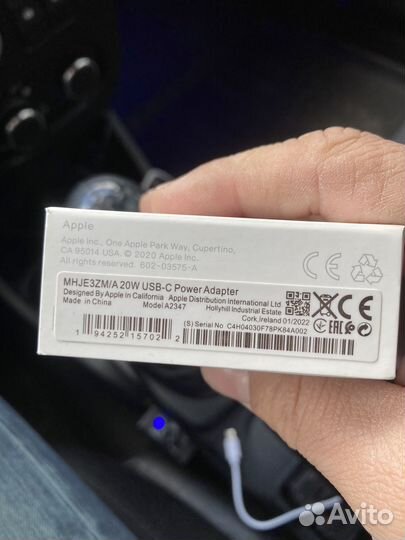 Apple
Apple Inc., One Apple Park Way, Cupertino,
CA 95014 USA. © 2020 Apple Inc.
All rights reserved. 602-03575-A
MHJE3ZM/A 20W USB-C Power Adapter
Designed By Apple in California Apple Distribution International Ltd
Made in China Model A2347 Hollyhill Industrial Estate
Cork,Ireland 01/2022
(S) Serial No. C4H04030F78PK84A002
1 94252 15702 2
CE
EAC
Avito